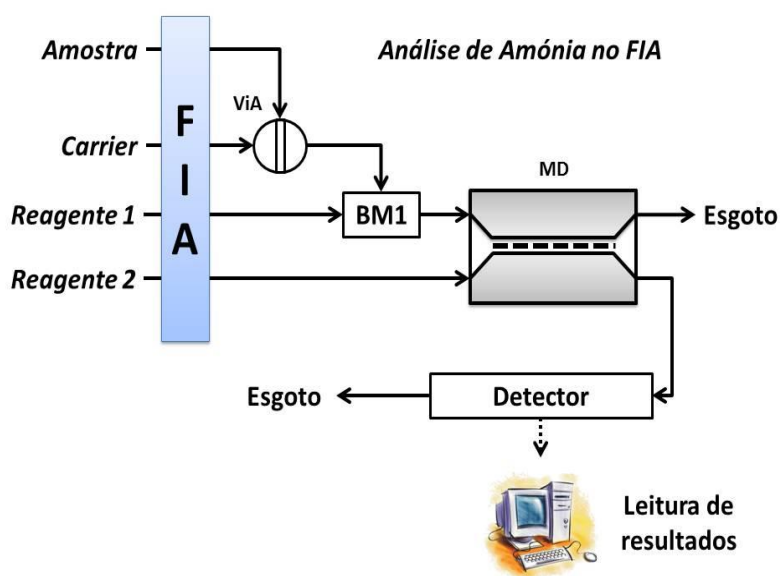 Amostra
Análise de Amónia no FIA
ViA
F
I
A
Carrier
MD
Reagente 1
BM1
Esgoto
Reagente 2
Esgoto
Detector
Leitura de
resultados